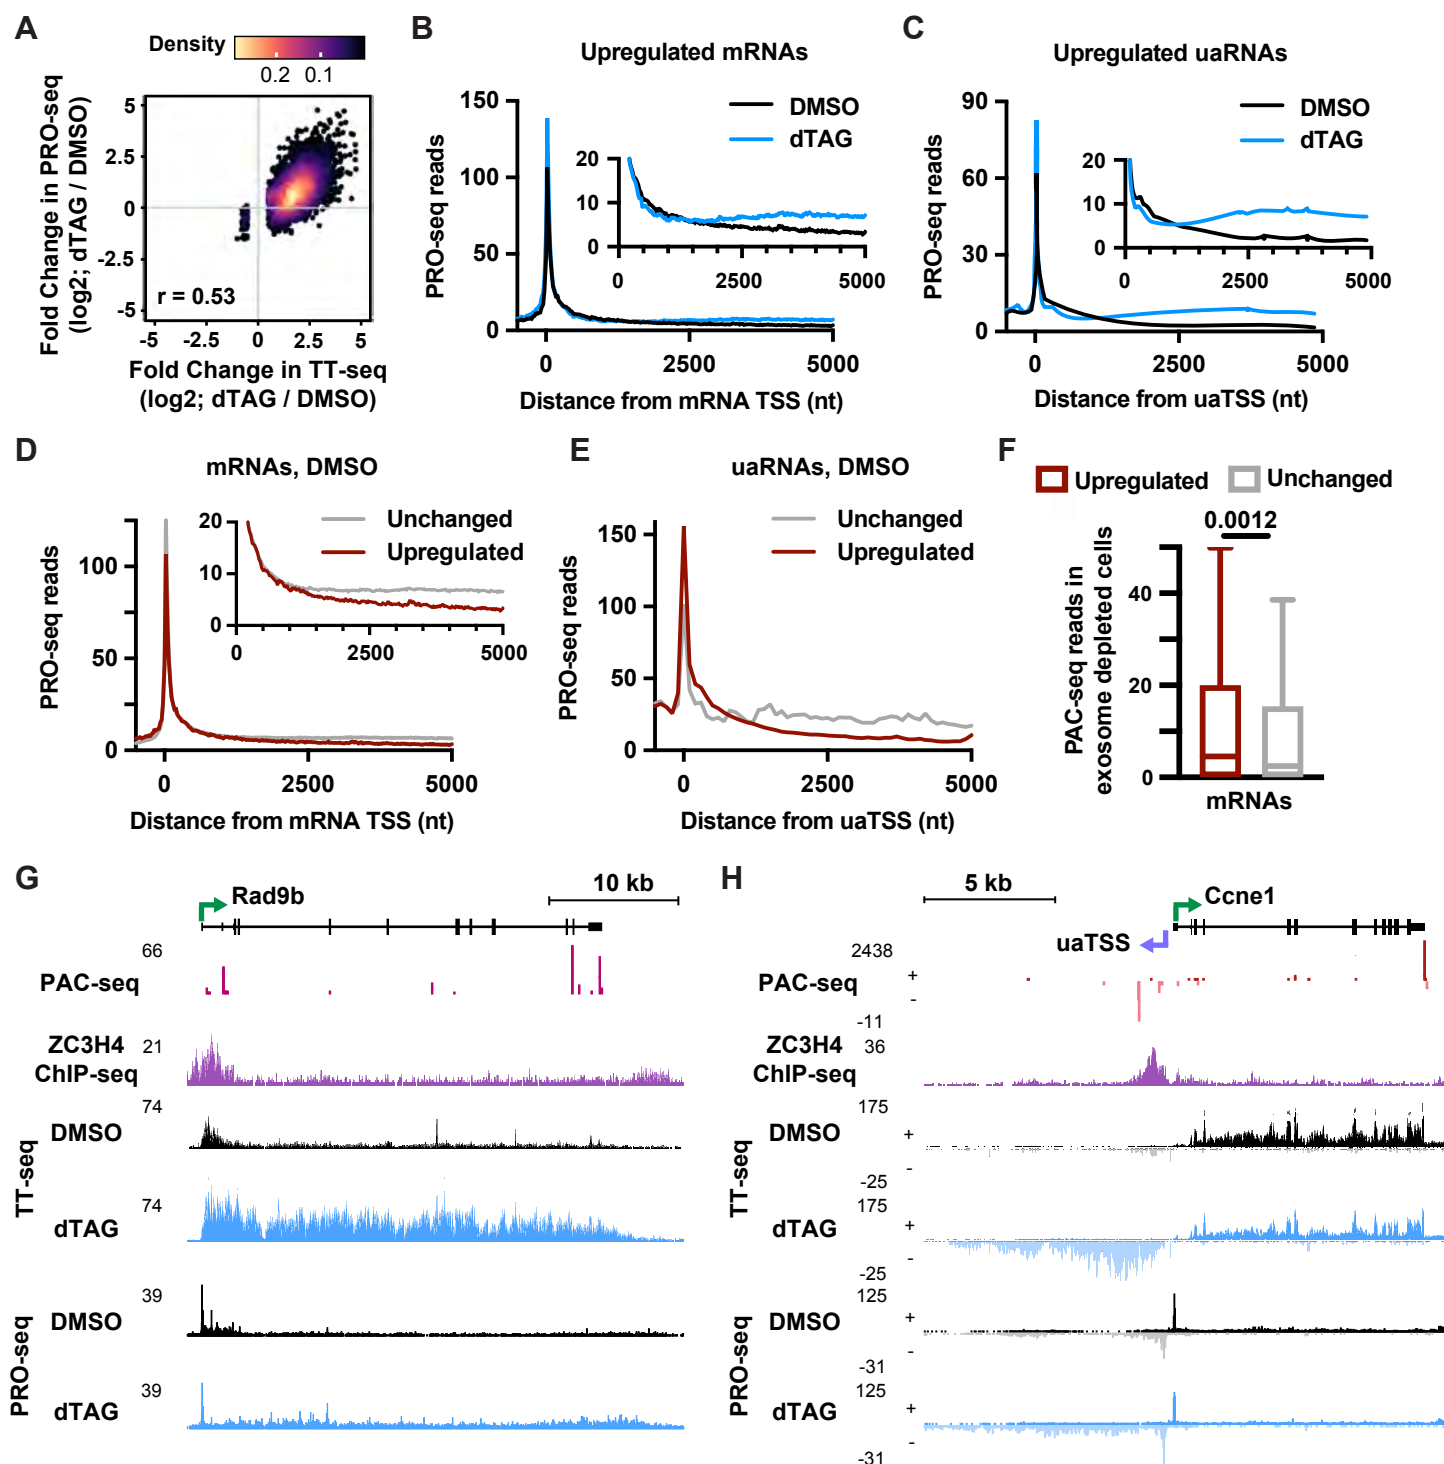 A
Density
0.2 0.1
Fold Change in PRO-seq
(log2; dTAG / DMSO)
5
2.5
0
-2.5
-5
r = 0.53
-5 -2.5 0 2.5 5
Fold Change in TT-seq
(log2; dTAG / DMSO)
B
Upregulated mRNAs
PRO-seq reads
150
100
50
0
DMSO
dTAG
20
10
0
0 2500 5000
0 2500 5000
Distance from mRNA TSS (nt)
C
Upregulated uaRNAs
PRO-seq reads
90
60
30
0
DMSO
dTAG
20
10
0
0 2500 5000
0 2500 5000
Distance from uaTSS (nt)
D
mRNAs, DMSO
PRO-seq reads
100
50
0
20
10
0
Unchanged
Upregulated
0 2500 5000
0 2500 5000
Distance from mRNA TSS (nt)
E
uaRNAs, DMSO
PRO-seq reads
150
100
50
0
Unchanged
Upregulated
0 2500 5000
Distance from uaTSS (nt)
F
Upregulated Unchanged
0.0012
PAC-seq reads in
exosome depleted cells
40
20
0
mRNAs
G
Rad9b
10 kb
66
PAC-seq
ZC3H4
ChIP-seq
21
TT-seq
74
DMSO
74
dTAG
PRO-seq
39
DMSO
39
dTAG
H
5 kb
Ccne1
uaTSS
2438
PAC-seq
+
-
-11
ZC3H4
ChIP-seq
36
TT-seq
175
DMSO
+
-
-25
175
dTAG
+
-
-25
PRO-seq
125
DMSO
+
-
-31
125
dTAG
+
-
-31